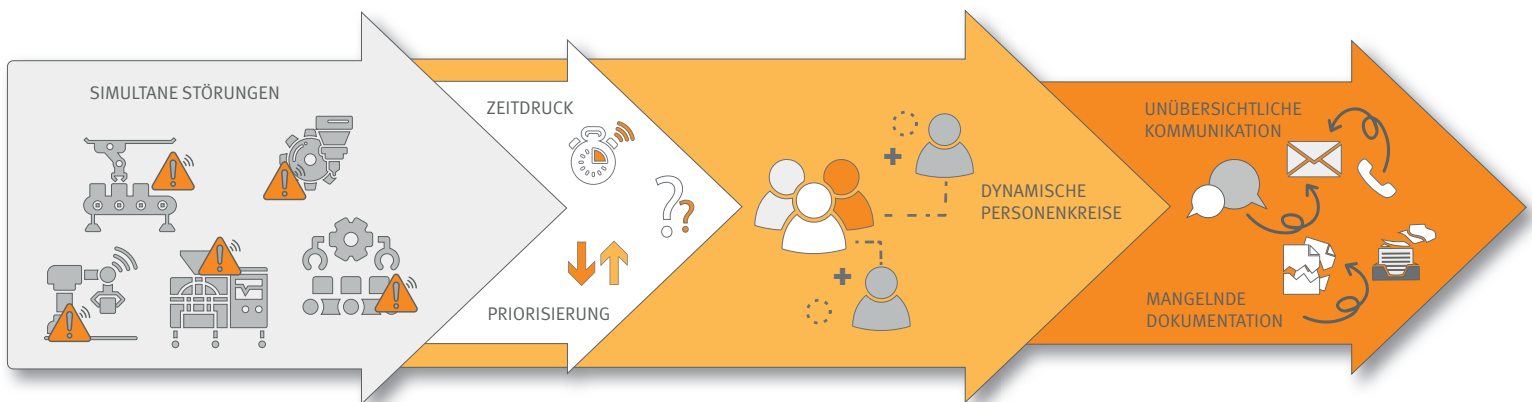 SIMULTANE STÖRUNGEN
ZEITDRUCK
??
PRIORISIERUNG
DYNAMISCHE
PERSONENKREISE
UNÜBERSICHTLICHE
KOMMUNIKATION
MANGELNDE
DOKUMENTATION